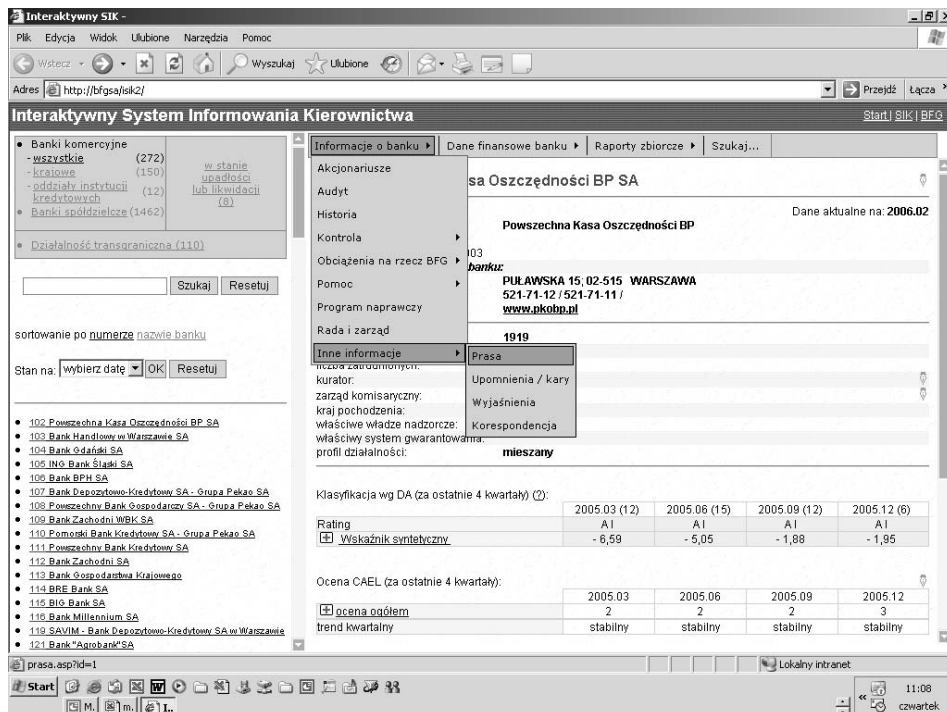 Interaktywny SIK -
Plik Edycja Widok Ulubione Narzędzia Pomoc
Wstecz Wyszukaj Ulubione
Adres http://bfgsa/isik2/ Przejdź Łącza
Interaktywny System Informowania Kierownictwa Start | SIK | BFG
Banki komercyjne
- wszystkie (272)
- krajowe (150)
- oddziały instytucji kredytowych (12)
Banki spółdzielcze (1462)
w stanie
upadłości
lub likwidacji
(8)
Działalność transgraniczna (110)
Szukaj Resetuj
sortowanie po numerze nazwie banku
Stan na: wybierz datę OK Resetuj
102 Powszechna Kasa Oszczędności BP SA
103 Bank Handlowy w Warszawie SA
104 Bank Gdański SA
105 ING Bank Śląski SA
106 Bank BPH SA
107 Bank Depozytowo-Kredytowy SA - Grupa Pekao SA
108 Powszechny Bank Gospodarczy SA - Grupa Pekao SA
109 Bank Zachodni WBK SA
110 Pomorski Bank Kredytowy SA - Grupa Pekao SA
111 Powszechny Bank Kredytowy SA
112 Bank Zachodni SA
113 Bank Gospodarstwa Krajowego
114 BRE Bank SA
115 BIG Bank SA
116 Bank Millennium SA
119 SAVIM - Bank Depozytowo-Kredytowy SA w Warszawie
121 Bank "Agrobank" SA
Informacje o banku Dane finansowe banku Raporty zbiorcze Szukaj...
Akcjonariusze
Audyt
Historia
Kontrola
Obciążenia na rzecz BFG
Pomoc
Program naprawczy
Rada i zarząd
Inne informacje
Prasa
Upomnienia / kary
Wyjaśnienia
Korespondencja
sa Oszczędności BP SA
Dane aktualne na: 2006.02
Powszechna Kasa Oszczędności BP
003
banku:
PUŁAWSKA 15; 02-515 WARSZAWA
521-71-12 / 521-71-11 /
www.pkobp.pl
1919
liczba zatrudnionych:
kurator:
zarząd komisaryczny:
kraj pochodzenia:
właściwe władze nadzorcze:
właściwy system gwarantowania:
profil działalności: mieszany
Klasyfikacja wg DA (za ostatnie 4 kwartały) (?):
2005.03 (12) 2005.06 (15) 2005.09 (12) 2005.12 (6)
Rating A I A I A I A I
Wskaźnik syntetyczny - 6,59 - 5,05 - 1,88 - 1,95
Ocena CAEL (za ostatnie 4 kwartały):
2005.03 2005.06 2005.09 2005.12
ocena ogółem 2 2 2 3
trend kwartalny stabilny stabilny stabilny stabilny
prasa.asp?id=1 Lokalny intranet
Start 11:08
M. m. I.. czwartek